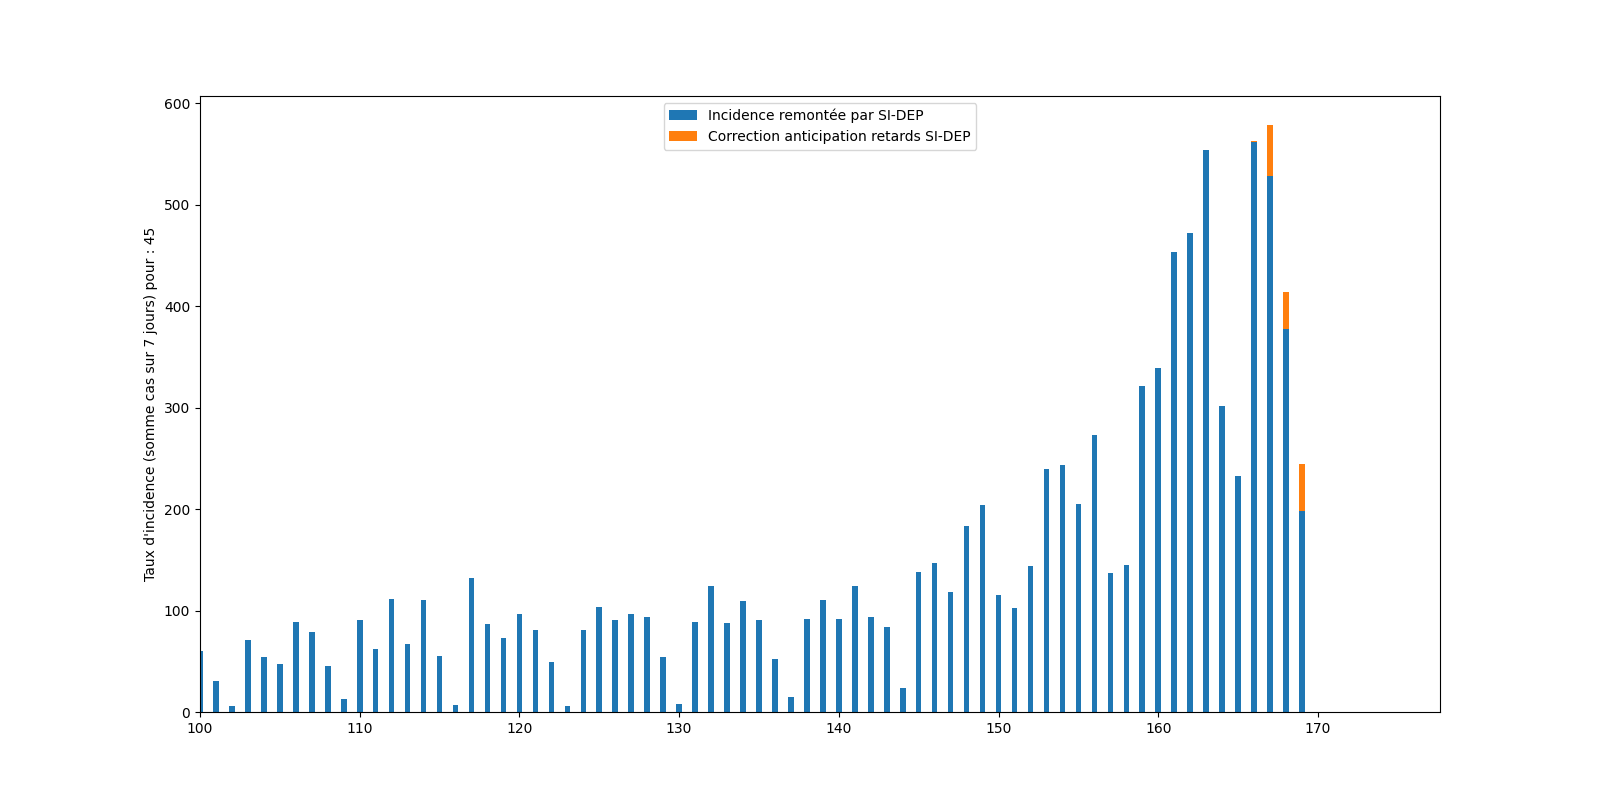 Incidence remontée par SI-DEP
Correction anticipation retards SI-DEP
Taux d'incidence (somme cas sur 7 jours) pour : 45
600
500
400
300
200
100
0
100 110 120 130 140 150 160 170